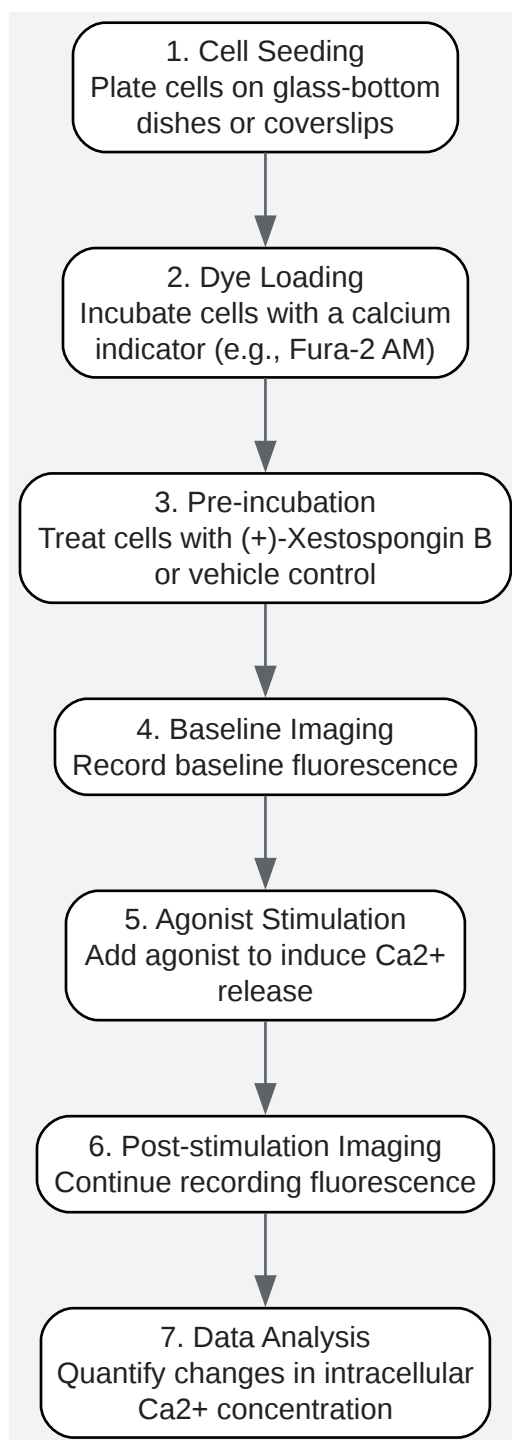 1. Cell Seeding
Plate cells on glass-bottom
dishes or coverslips
2. Dye Loading
Incubate cells with a calcium
indicator (e.g., Fura-2 AM)
3. Pre-incubation
Treat cells with (+)-Xestospongin B
or vehicle control
4. Baseline Imaging
Record baseline fluorescence
5. Agonist Stimulation
Add agonist to induce Ca2+
release
6. Post-stimulation Imaging
Continue recording fluorescence
7. Data Analysis
Quantify changes in intracellular
Ca2+ concentration